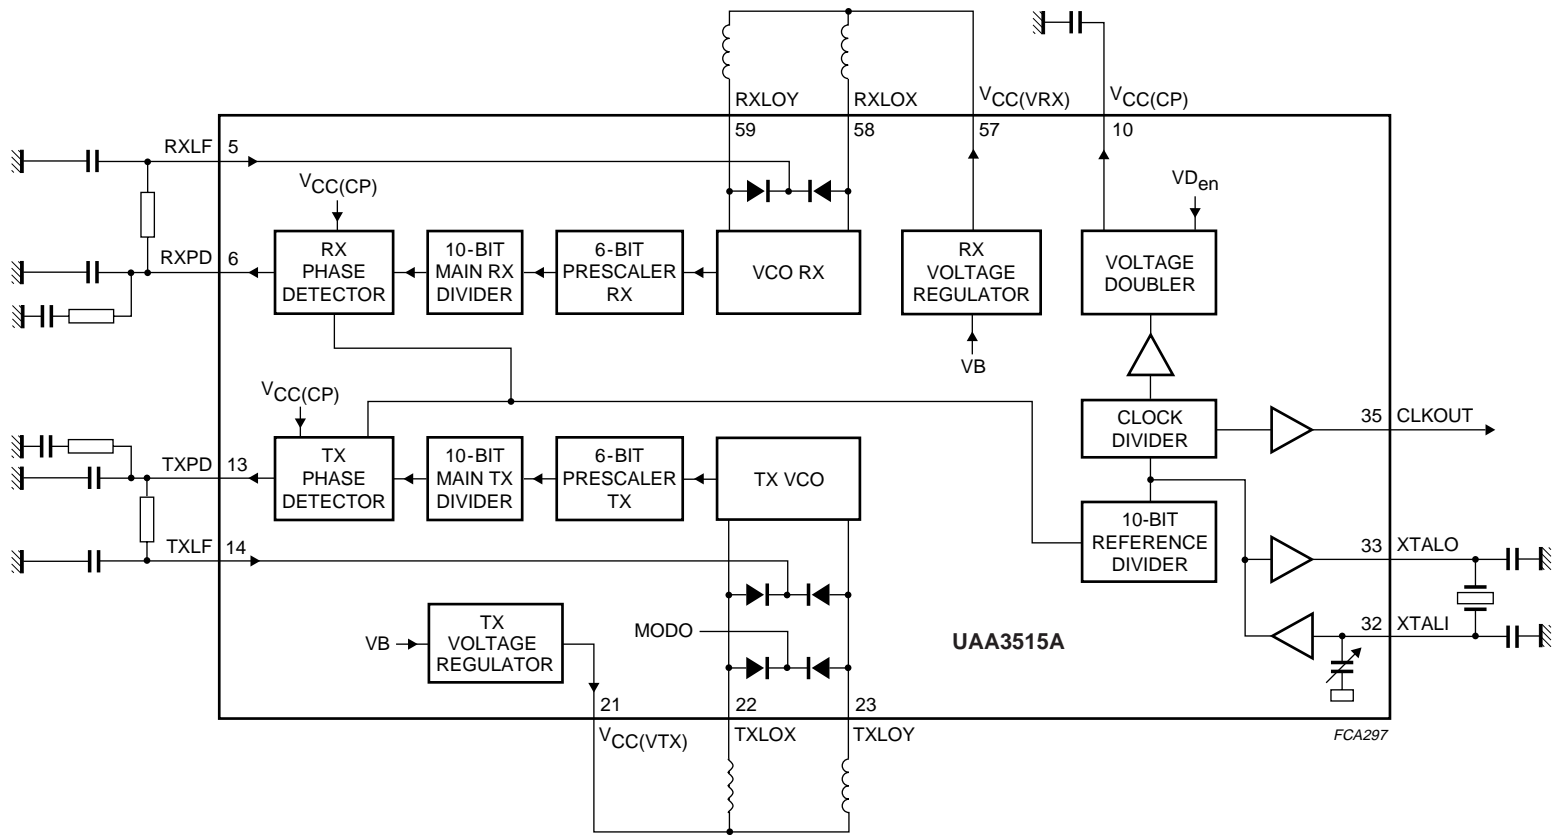 RXLOY
RXLOX
VCC(VRX)
VCC(CP)
59
58
57
10
RXLF
5
VCC(CP)
VDen
RXPD
6
RX
PHASE
DETECTOR
10-BIT
MAIN RX
DIVIDER
6-BIT
PRESCALER
RX
VCO RX
RX
VOLTAGE
REGULATOR
VOLTAGE
DOUBLER
VB
VCC(CP)
CLOCK
DIVIDER
35
CLKOUT
TXPD
13
TX
PHASE
DETECTOR
10-BIT
MAIN TX
DIVIDER
6-BIT
PRESCALER
TX
TX VCO
10-BIT
REFERENCE
DIVIDER
TXLF
14
33
XTALO
VB
TX
VOLTAGE
REGULATOR
MODO
UAA3515A
32
XTALI
21
22
23
VCC(VTX)
TXLOX
TXLOY
FCA297